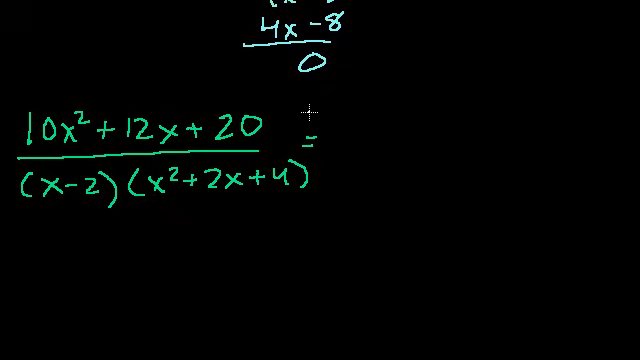 4x - 8
0
10x² + 12x + 20 =
(x - 2)(x² + 2x + 4)